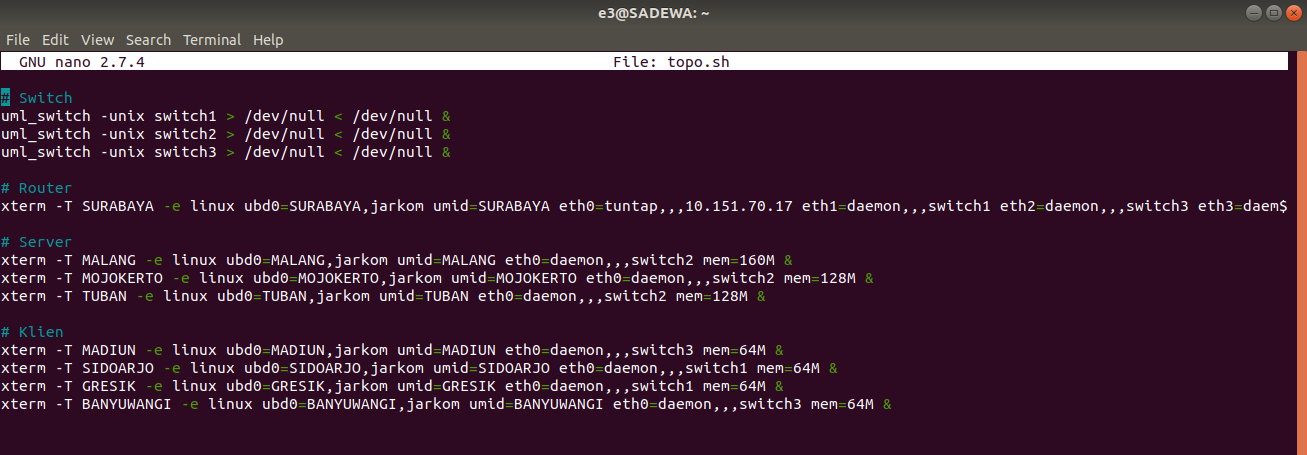 e3@SADEWA: ~
File Edit View Search Terminal Help
GNU nano 2.7.4 File: topo.sh
# Switch
uml_switch -unix switch1 > /dev/null < /dev/null &
uml_switch -unix switch2 > /dev/null < /dev/null &
uml_switch -unix switch3 > /dev/null < /dev/null &
# Router
xterm -T SURABAYA -e linux ubd0=SURABAYA,jarkom umid=SURABAYA eth0=tuntap,,,10.151.70.17 eth1=daemon,,,switch1 eth2=daemon,,,switch3 eth3=daem$
# Server
xterm -T MALANG -e linux ubd0=MALANG,jarkom umid=MALANG eth0=daemon,,,switch2 mem=160M &
xterm -T MOJOKERTO -e linux ubd0=MOJOKERTO,jarkom umid=MOJOKERTO eth0=daemon,,,switch2 mem=128M &
xterm -T TUBAN -e linux ubd0=TUBAN,jarkom umid=TUBAN eth0=daemon,,,switch2 mem=128M &
# Klien
xterm -T MADIUN -e linux ubd0=MADIUN,jarkom umid=MADIUN eth0=daemon,,,switch3 mem=64M &
xterm -T SIDOARJO -e linux ubd0=SIDOARJO,jarkom umid=SIDOARJO eth0=daemon,,,switch1 mem=64M &
xterm -T GRESIK -e linux ubd0=GRESIK,jarkom umid=GRESIK eth0=daemon,,,switch1 mem=64M &
xterm -T BANYUWANGI -e linux ubd0=BANYUWANGI,jarkom umid=BANYUWANGI eth0=daemon,,,switch3 mem=64M &